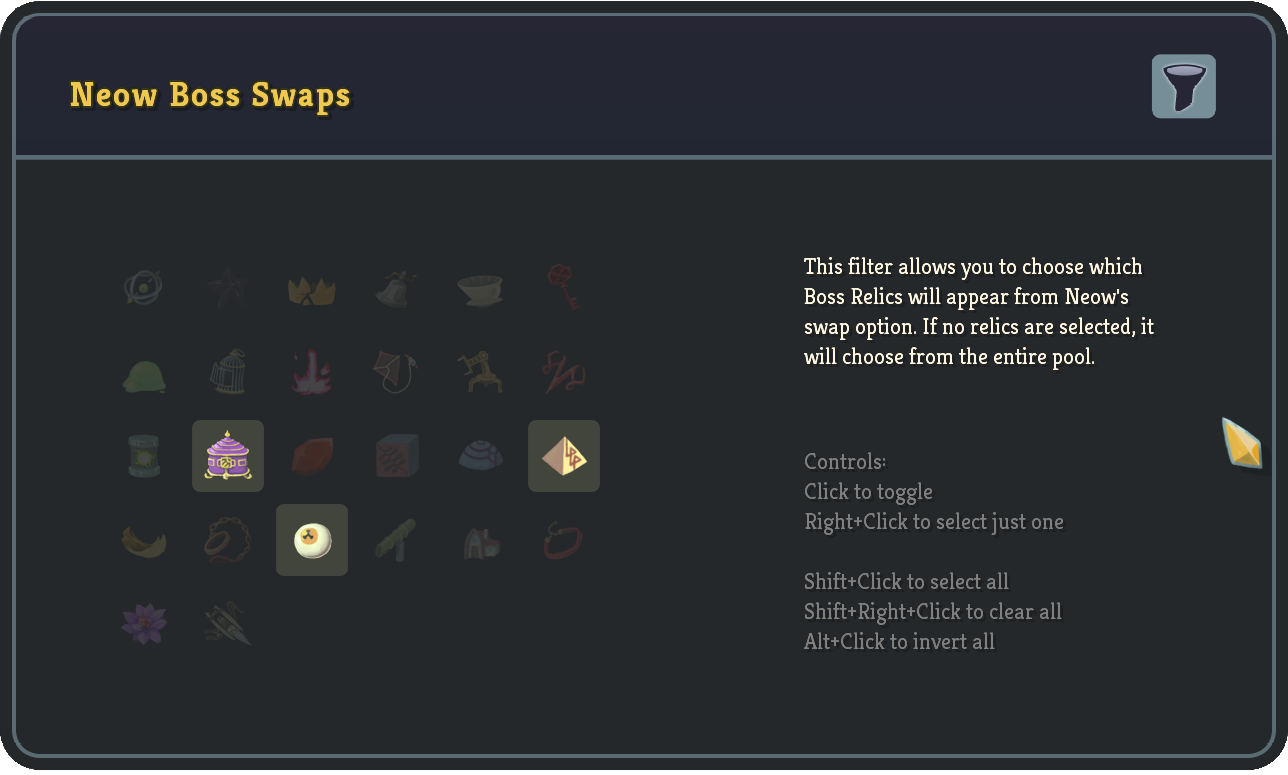 Neow Boss Swaps
This filter allows you to choose which
Boss Relics will appear from Neow's
swap option. If no relics are selected, it
will choose from the entire pool.
Controls:
Click to toggle
Right+Click to select just one
Shift+Click to select all
Shift+Right+Click to clear all
Alt+Click to invert all